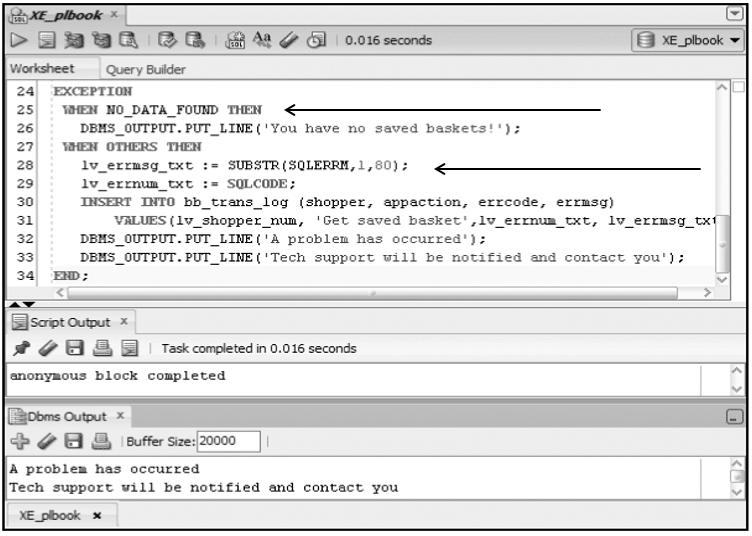 XE_plbook
0.016 seconds
XE_plbook
Worksheet Query Builder
24 EXCEPTION
25 WHEN NO_DATA_FOUND THEN
26 DBMS_OUTPUT.PUT_LINE('You have no saved baskets!');
27 WHEN OTHERS THEN
28 lv_errmsg_txt := SUBSTR(SQLERRM,1,80);
29 lv_errnum_txt := SQLCODE;
30 INSERT INTO bb_trans_log (shopper, appaction, errcode, errmsg)
31 VALUES(lv_shopper_num, 'Get saved basket',lv_errnum_txt, lv_errmsg_txt
32 DBMS_OUTPUT.PUT_LINE('A problem has occurred');
33 DBMS_OUTPUT.PUT_LINE('Tech support will be notified and contact you');
34 END;
Script Output
Task completed in 0.016 seconds
anonymous block completed
Dbms Output
Buffer Size: 20000
A problem has occurred
Tech support will be notified and contact you
XE_plbook